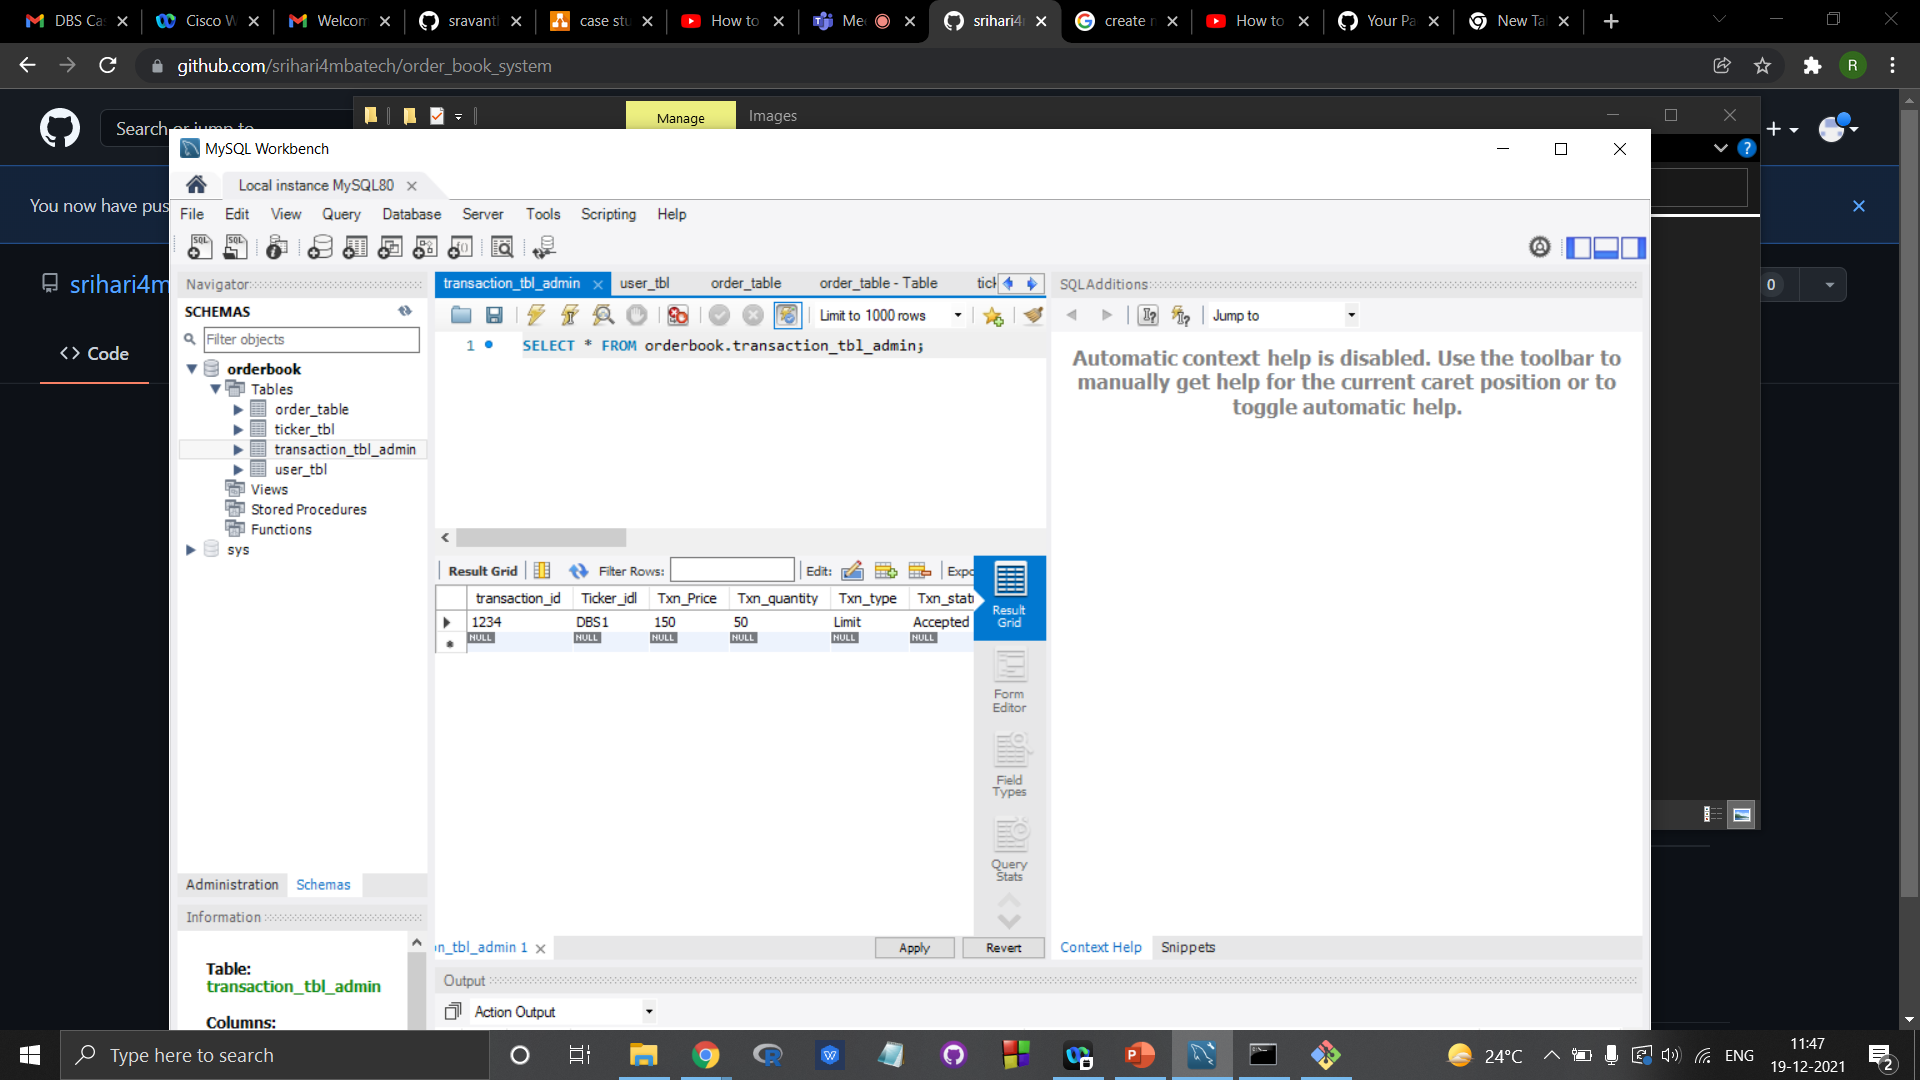 DBS Ca
Cisco W
Welcom
sravant
case stu
How to
Mee
srihari4r
create r
How to
Your Pa
New Ta
github.com/srihari4mbatech/order_book_system
R
Manage
Images
Search or jump to
MySQL Workbench
Local instance MySQL80
You now have pus
File Edit View Query Database Server Tools Scripting Help
srihari4m
0
Code
Navigator
SCHEMAS
Filter objects
orderbook
Tables
order_table
ticker_tbl
transaction_tbl_admin
user_tbl
Views
Stored Procedures
Functions
sys
Administration Schemas
Information
Table:
transaction_tbl_admin
Columns:
transaction_tbl_admin user_tbl order_table order_table - Table tick
Limit to 1000 rows
1 SELECT * FROM orderbook.transaction_tbl_admin;
Result Grid Filter Rows: Edit: Expo
transaction_id Ticker_idl Txn_Price Txn_quantity Txn_type Txn_stat
1234 DBS1 150 50 Limit Accepted
NULL NULL NULL NULL NULL NULL
Result
Grid
Form
Editor
Field
Types
Query
Stats
n_tbl_admin 1
Apply Revert
SQLAdditions
Jump to
Automatic context help is disabled. Use the toolbar to
manually get help for the current caret position or to
toggle automatic help.
Context Help Snippets
Output
Action Output
Type here to search
24°C
ENG
11:47
19-12-2021
2